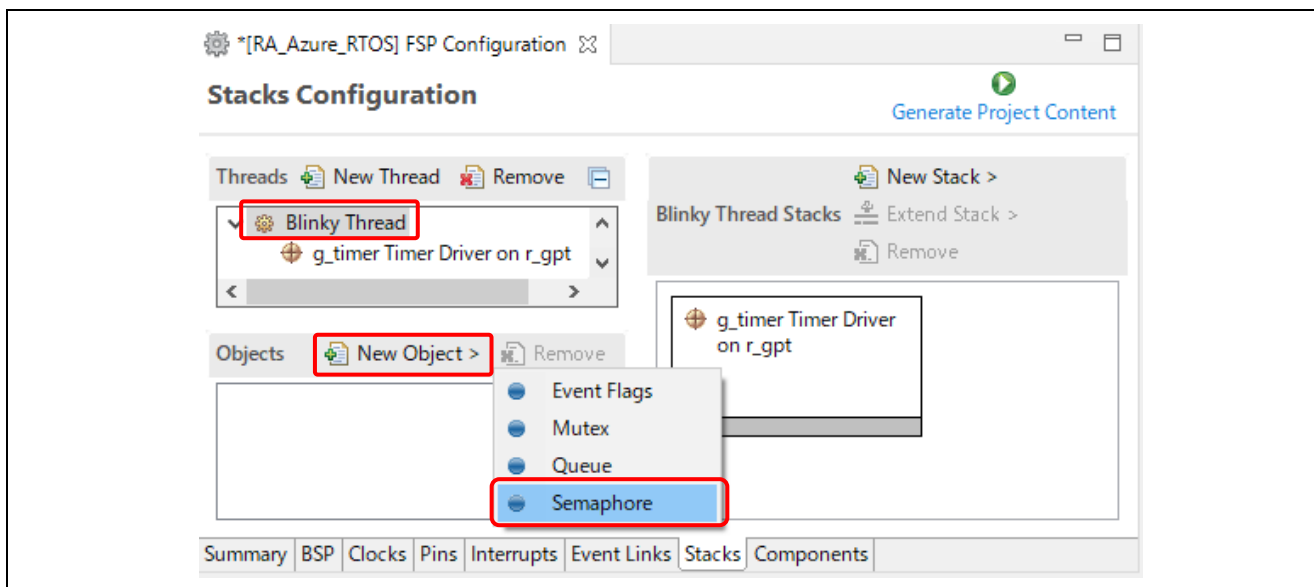 *[RA_Azure_RTOS] FSP Configuration
Stacks Configuration
Generate Project Content
Threads New Thread Remove
Blinky Thread
g_timer Timer Driver on r_gpt
Objects New Object > Remove
Event Flags
Mutex
Queue
Semaphore
New Stack >
Blinky Thread Stacks Extend Stack >
Remove
g_timer Timer Driver
on r_gpt
Summary BSP Clocks Pins Interrupts Event Links Stacks Components